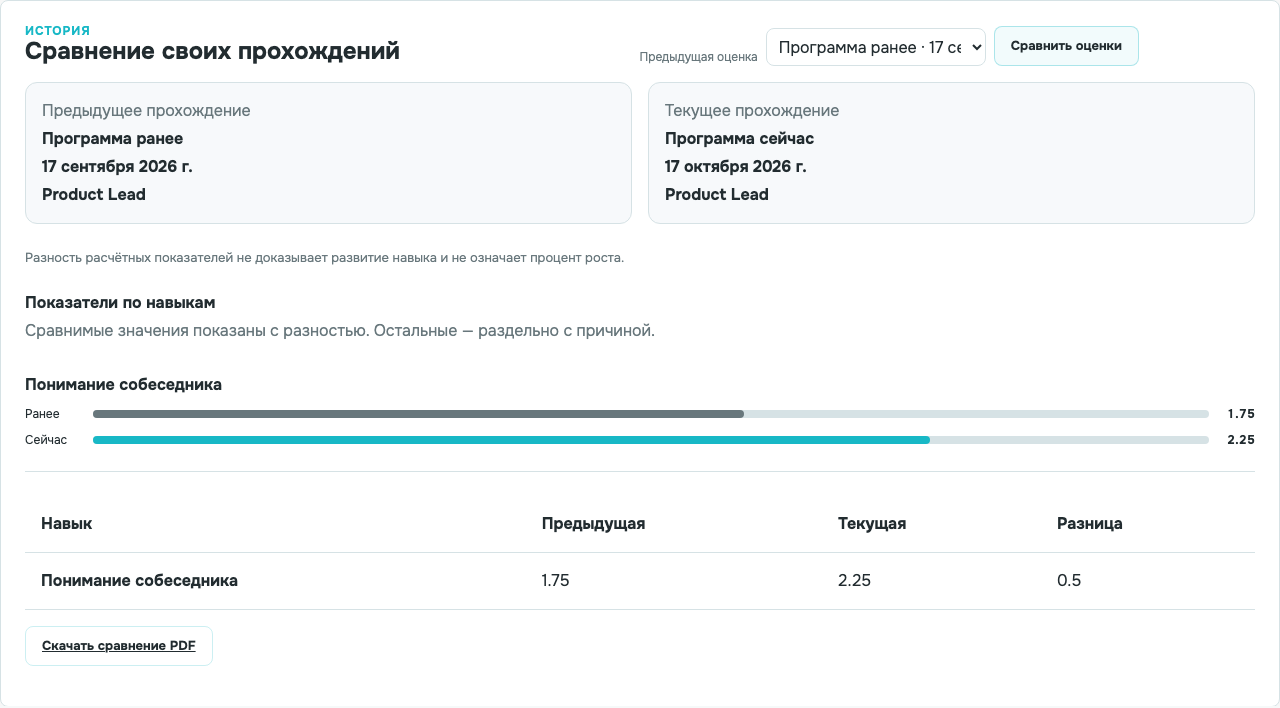 ИСТОРИЯ
Сравнение своих прохождений
Предыдущая оценка
Программа ранее · 17 се
Сравнить оценки
Предыдущее прохождение
Программа ранее
17 сентября 2026 г.
Product Lead
Текущее прохождение
Программа сейчас
17 октября 2026 г.
Product Lead
Разность расчётных показателей не доказывает развитие навыка и не означает процент роста.
Показатели по навыкам
Сравнимые значения показаны с разностью. Остальные — раздельно с причиной.
Понимание собеседника
Ранее 1.75
Сейчас 2.25
Навык Предыдущая Текущая Разница
Понимание собеседника 1.75 2.25 0.5
Скачать сравнение PDF